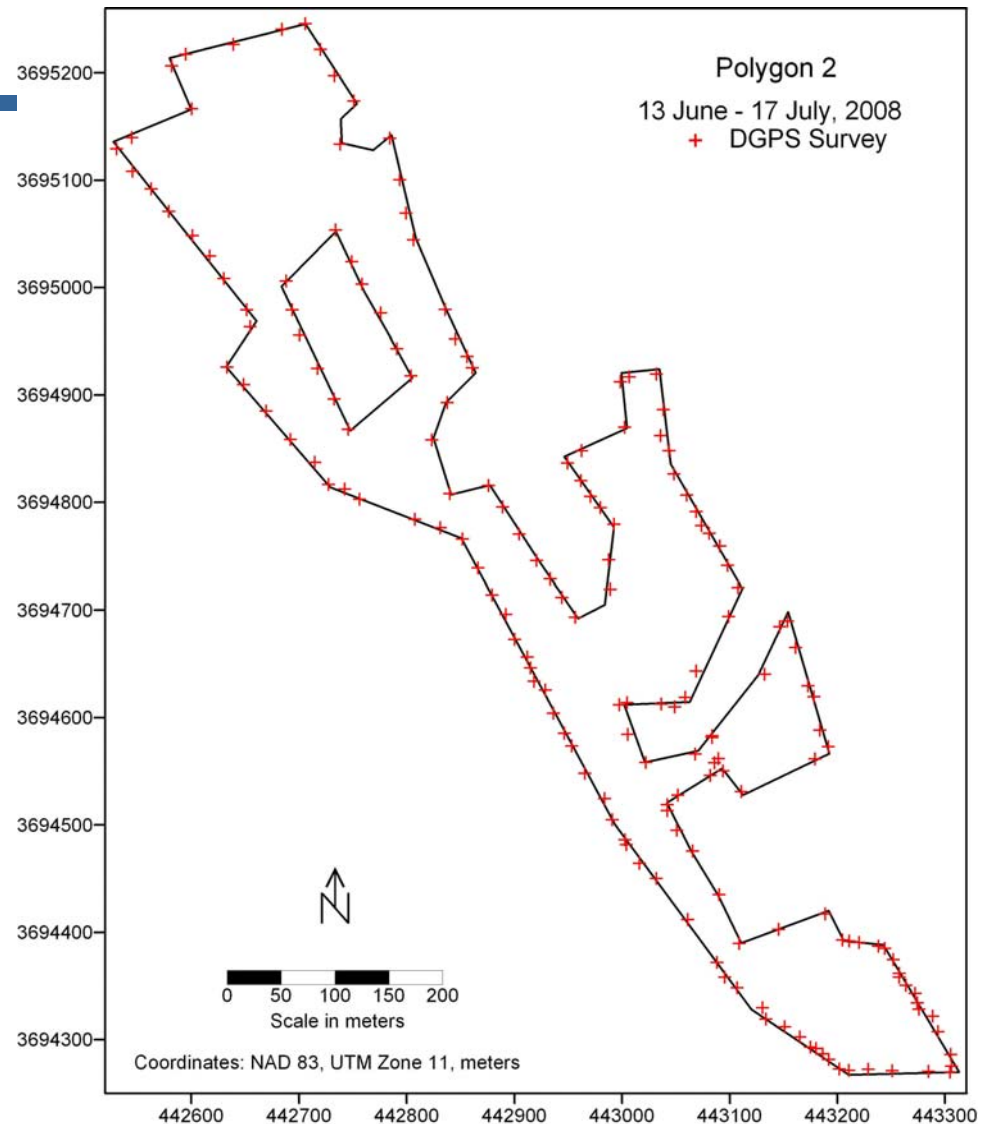 Polygon 2
13 June - 17 July, 2008
+ DGPS Survey
3695200
3695100
3695000
3694900
3694800
3694700
3694600
3694500
3694400
3694300
N
0 50 100 150 200
Scale in meters
Coordinates: NAD 83, UTM Zone 11, meters
442600 442700 442800 442900 443000 443100 443200 443300